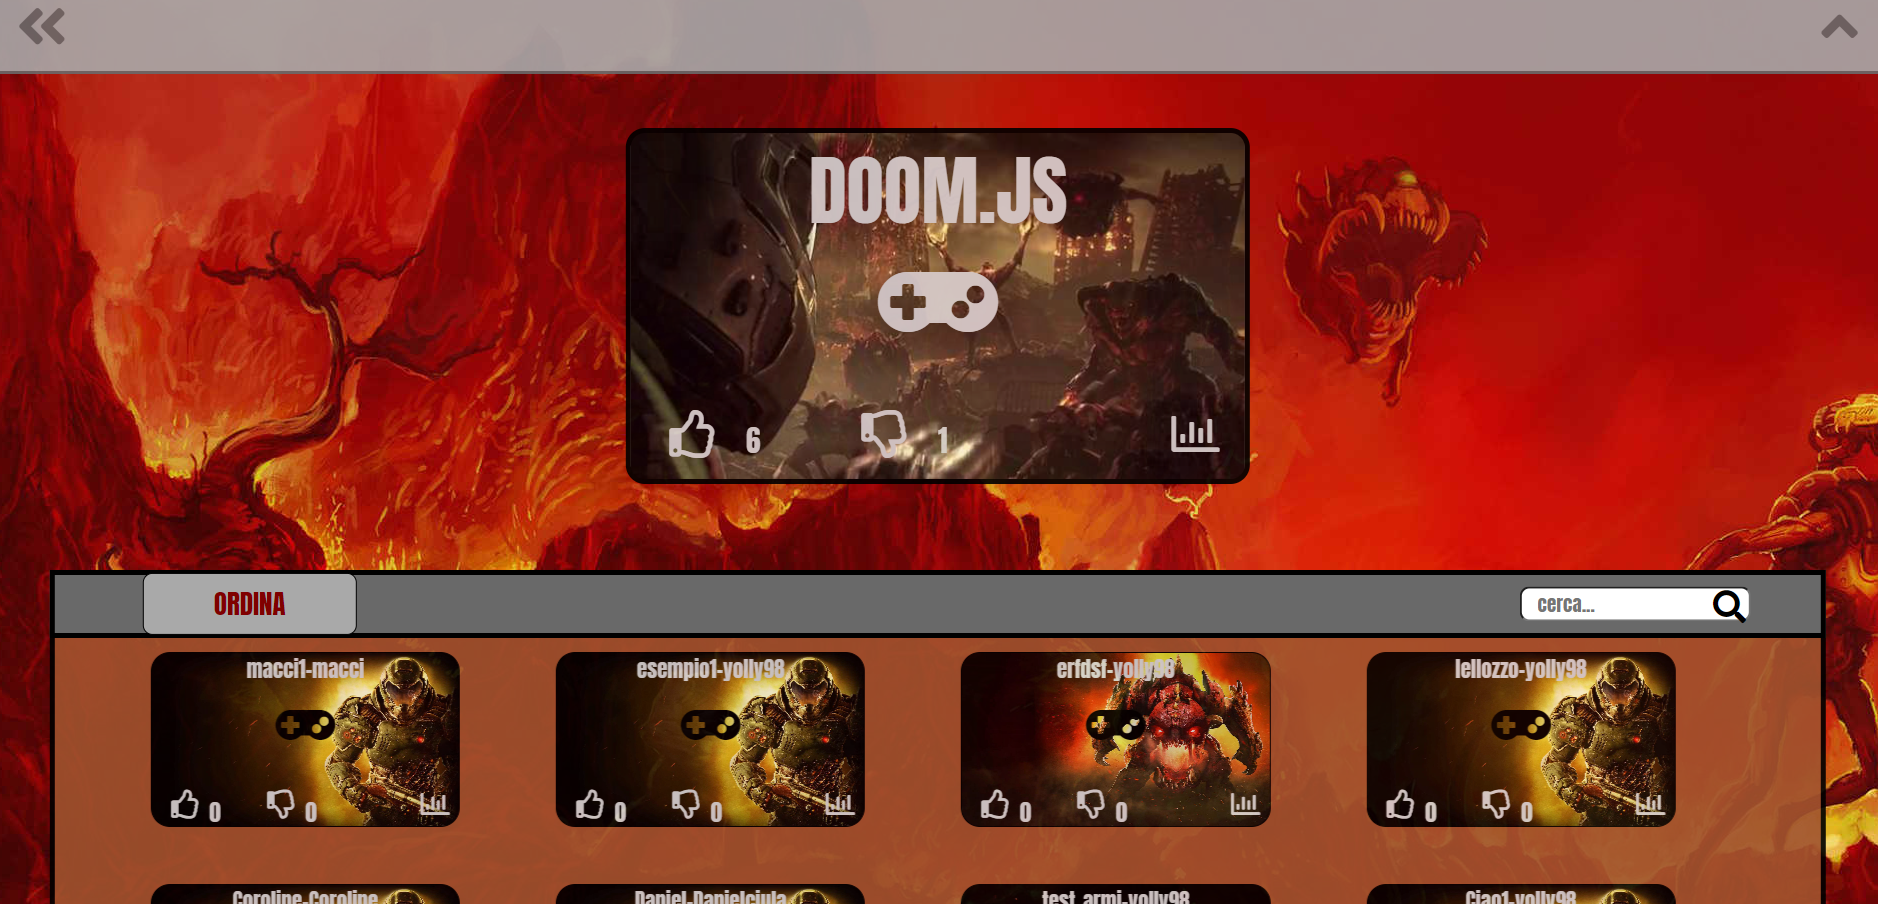 DOOM.JS
6 1
ORDINA cerca...
macci1-macci esempio1-yolly98 erfdsf-yolly98 lellozzo-yolly98
0 0 0 0 0 0 0 0
Coroline-Coroline Daniel-Danielciula test_armi-yolly98 Ciao1-yolly98